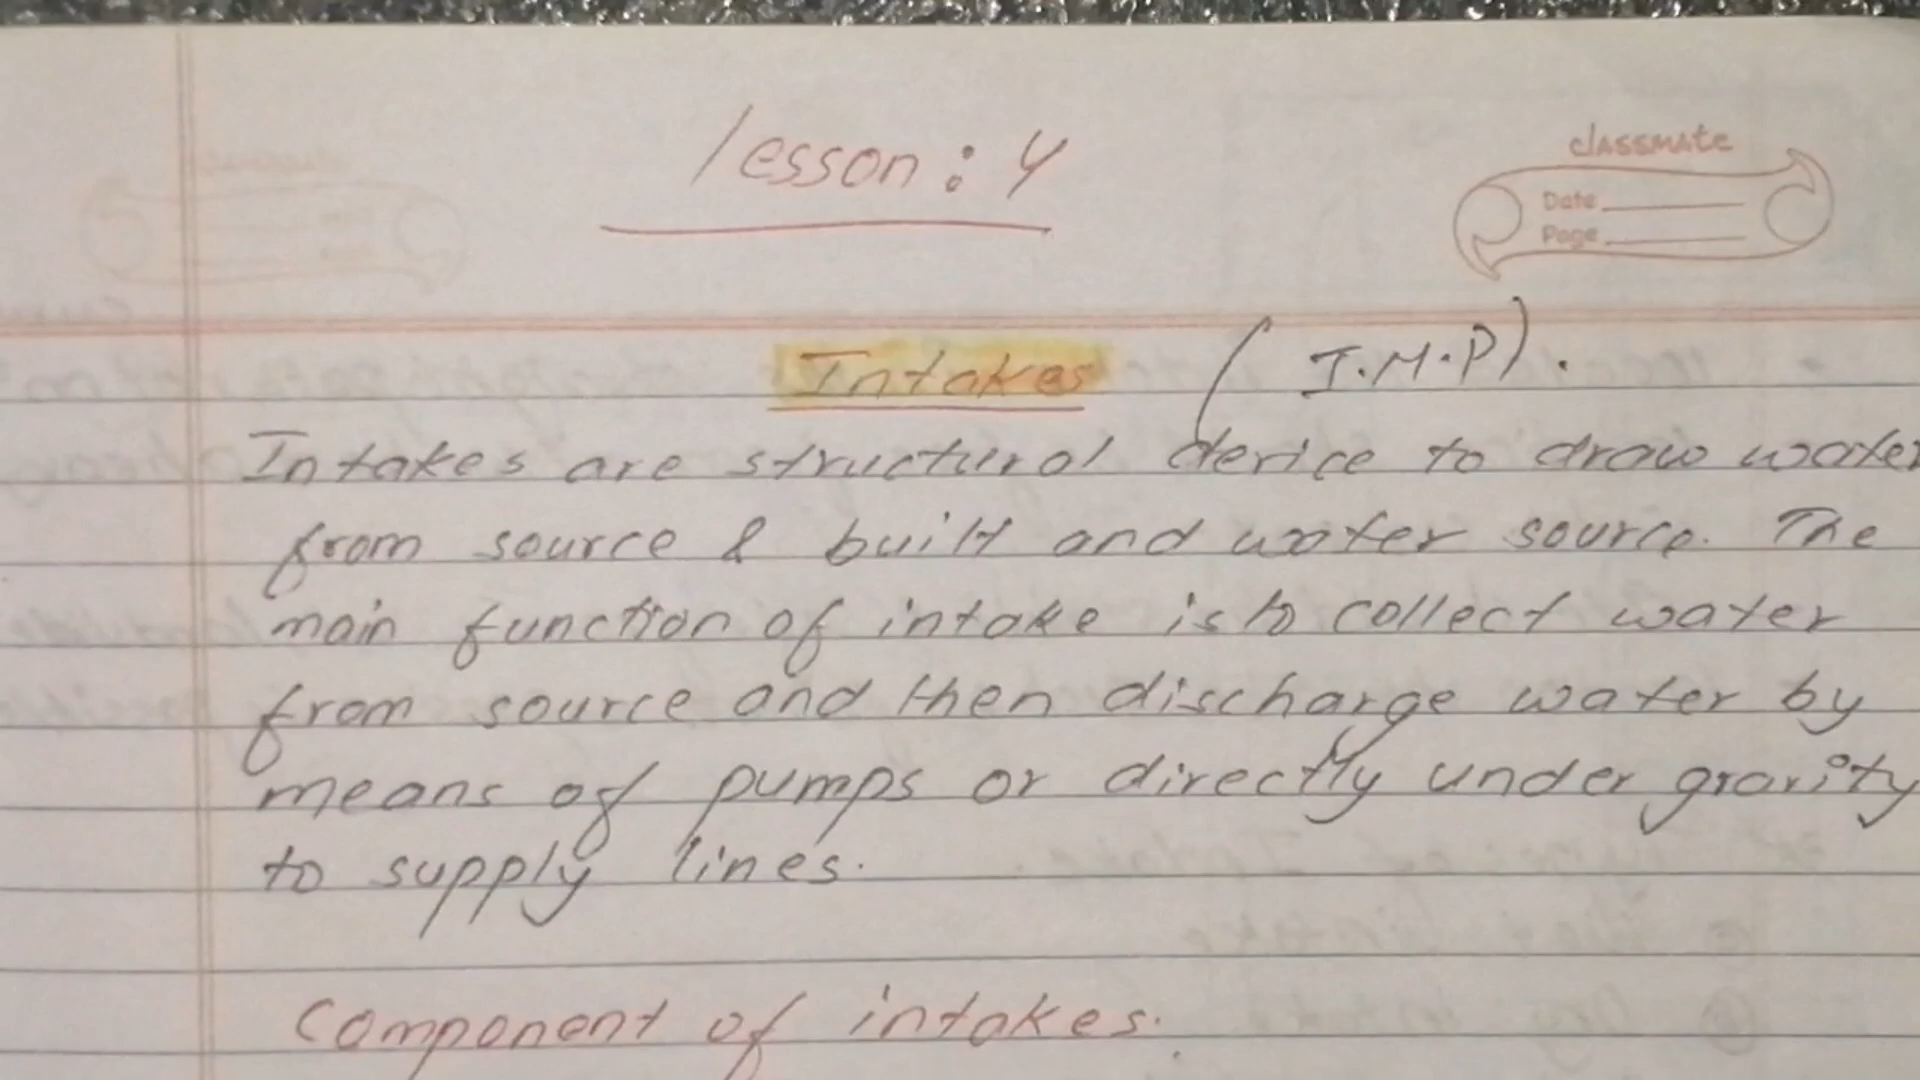 lesson : 4
classmate
Date
Page
Intakes (I.M.P).
Intakes are structural device to draw water
from source & built and water source. The
main function of intake is to collect water
from source and then discharge water by
means of pumps or directly under gravity
to supply lines.
Component of intakes.